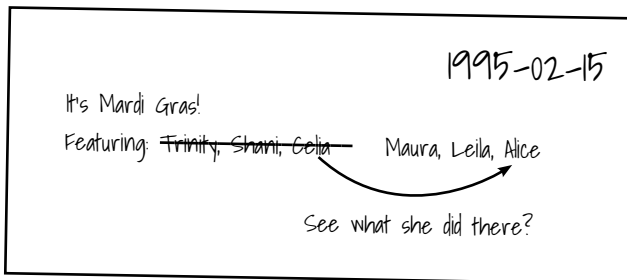 1995-02-15
It's Mardi Gras!
Featuring: Trinity, Shani, Celia Maura, Leila, Alice
See what she did there?